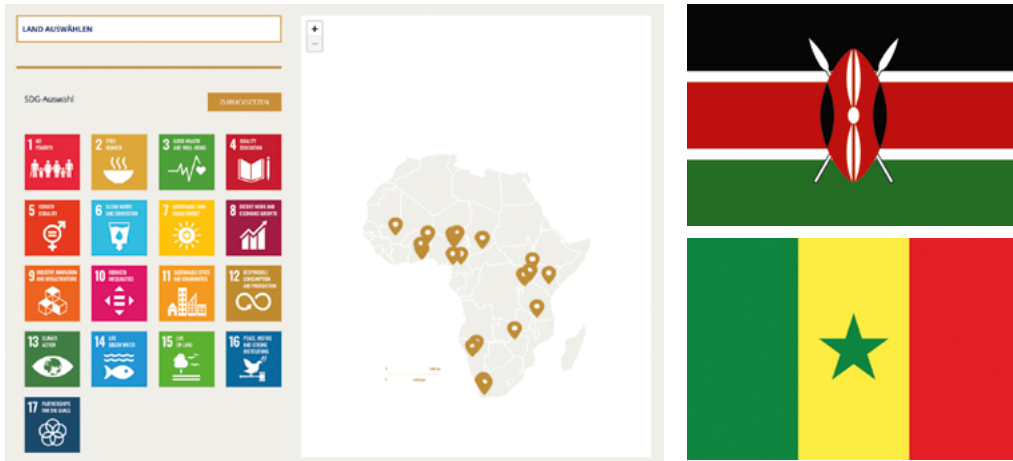 LAND AUSWÄHLEN
SDG-Auswahl
ZURÜCKSETZEN
+
−
1 NO
POVERTY
2 ZERO
HUNGER
3 GOOD HEALTH
AND WELL-BEING
4 QUALITY
EDUCATION
5 GENDER
EQUALITY
6 CLEAN WATER
AND SANITATION
7 AFFORDABLE AND
CLEAN ENERGY
8 DECENT WORK AND
ECONOMIC GROWTH
9 INDUSTRY, INNOVATION
AND INFRASTRUCTURE
10 REDUCED
INEQUALITIES
11 SUSTAINABLE CITIES
AND COMMUNITIES
12 RESPONSIBLE
CONSUMPTION
AND PRODUCTION
13 CLIMATE
ACTION
14 LIFE
BELOW WATER
15 LIFE
ON LAND
16 PEACE, JUSTICE
AND STRONG
INSTITUTIONS
17 PARTNERSHIPS
FOR THE GOALS